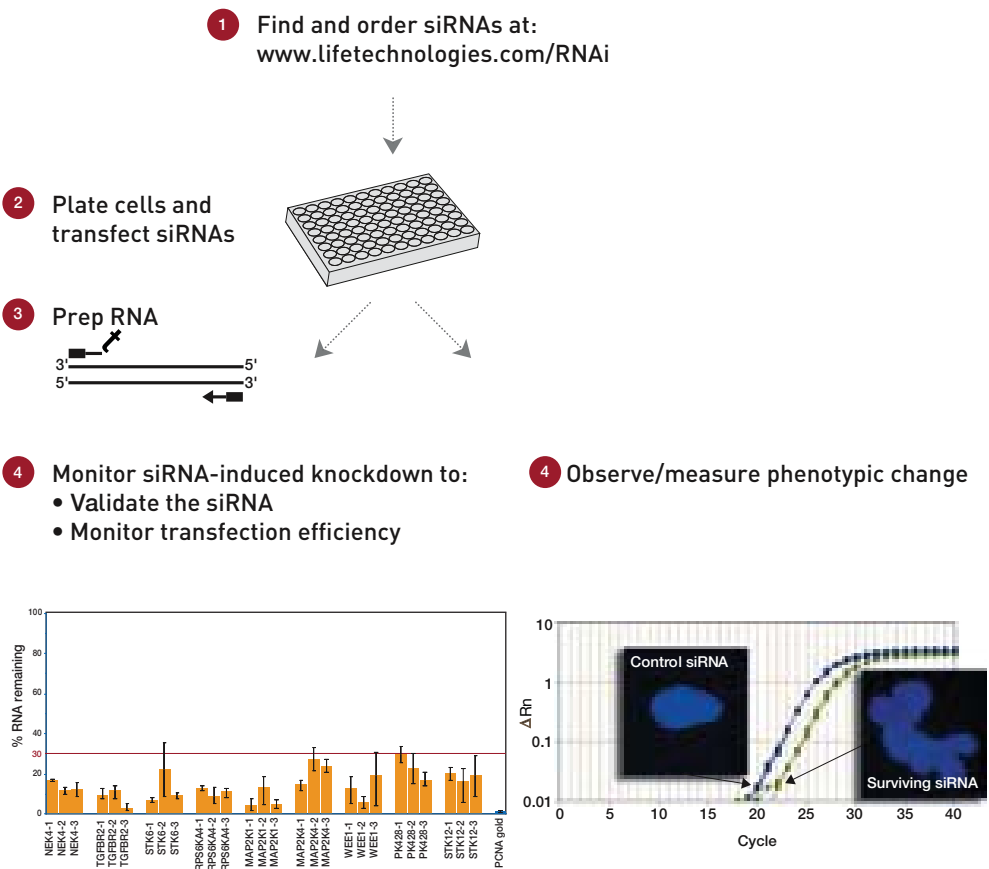 1 Find and order siRNAs at:
www.lifetechnologies.com/RNAi
2 Plate cells and
transfect siRNAs
3 Prep RNA
3' 5'
5' 3'
4 Monitor siRNA-induced knockdown to:
• Validate the siRNA
• Monitor transfection efficiency
4 Observe/measure phenotypic change
% RNA remaining
100
80
60
40
30
20
0
NEK4-1
NEK4-2
NEK4-3
TGFBR2-1
TGFBR2-2
TGFBR2-3
STK6-1
STK6-2
STK6-3
RPS6KA4-1
RPS6KA4-2
RPS6KA4-3
MAP2K1-1
MAP2K1-2
MAP2K1-3
MAP2K4-1
MAP2K4-2
MAP2K4-3
WEE1-1
WEE1-2
WEE1-3
PK428-1
PK428-2
PK428-3
STK12-1
STK12-2
STK12-3
PCNA gold
ΔRn
10
1
0.1
0.01
Control siRNA
Surviving siRNA
0 5 10 15 20 25 30 35 40
Cycle